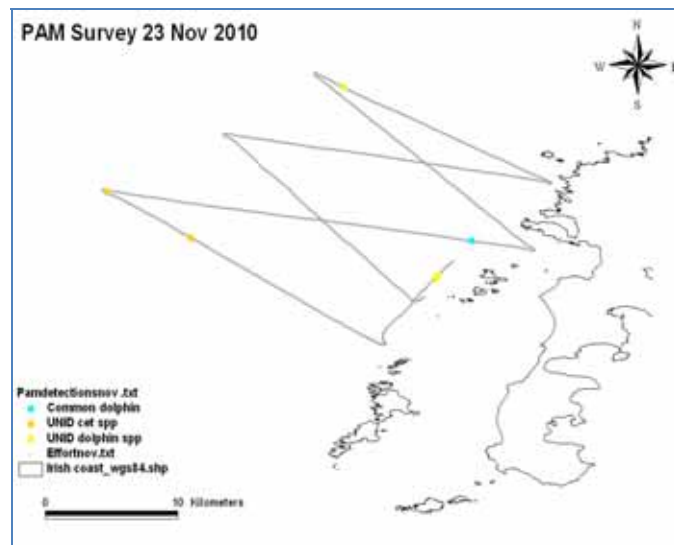 PAM Survey 23 Nov 2010
N
W E
S
Pamdetectionsnov.txt
Common dolphin
UNID cet spp
UNID dolphin spp
Effortnov.txt
Irish coast_wgs84.shp
0 10 Kilometers